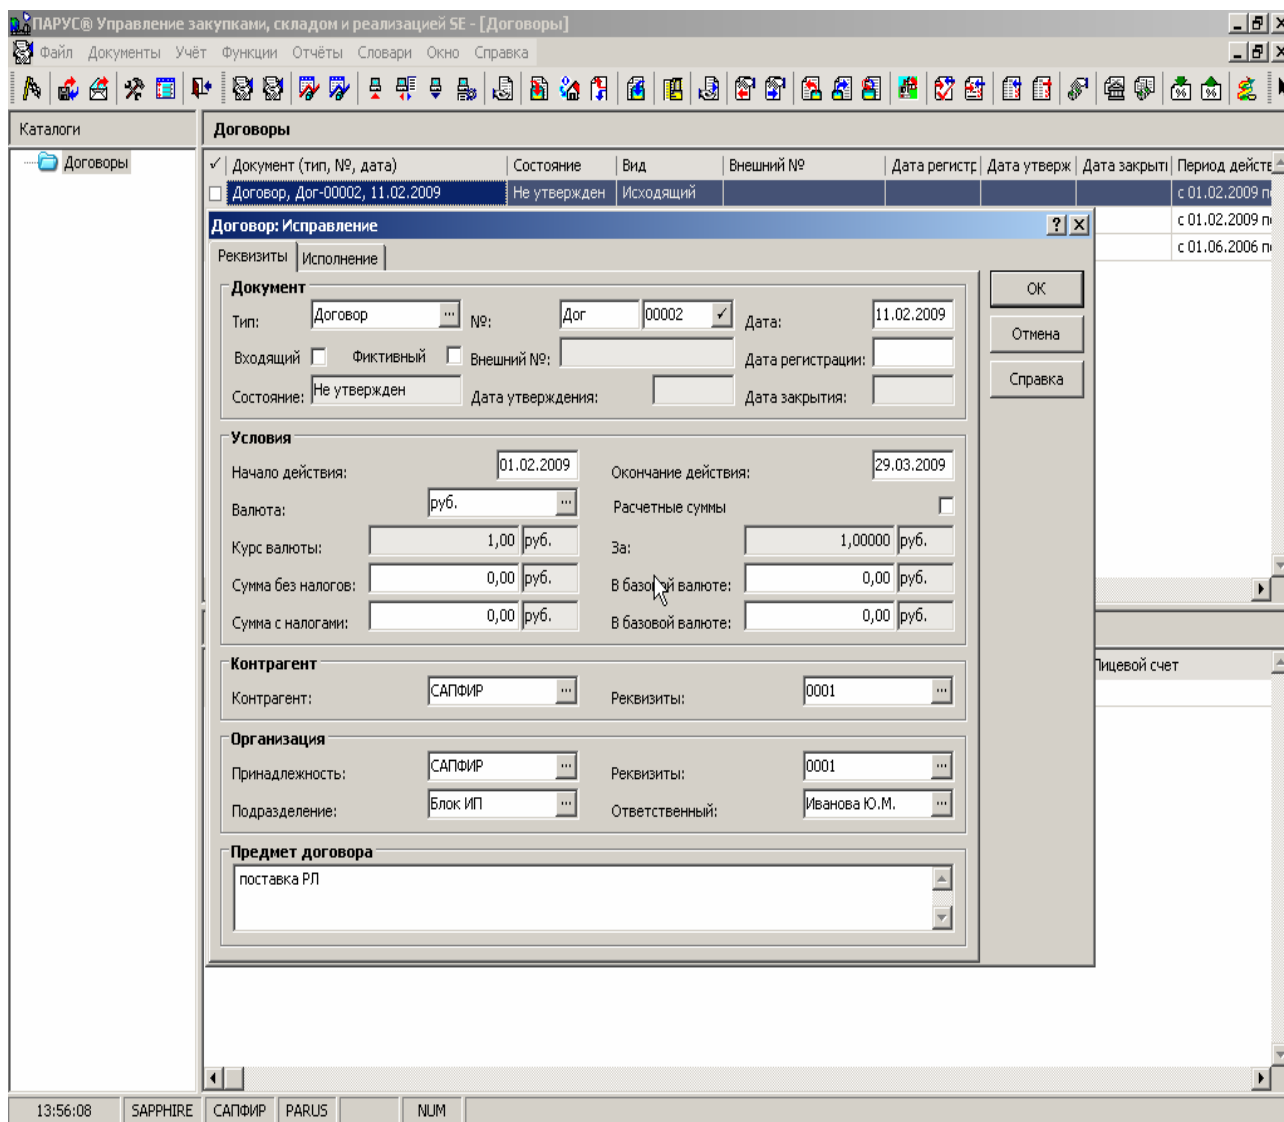 ПАРУС® Управление закупками, складом и реализацией SE - [Договоры]
Файл Документы Учёт Функции Отчёты Словари Окно Справка
Каталоги
Договоры
Договоры
✓ Документ (тип, №, дата) Состояние Вид Внешний № Дата регистр Дата утверж Дата закрыти Период действ
Договор, Дог-00002, 11.02.2009 Не утвержден Исходящий с 01.02.2009 п
с 01.02.2009 п
с 01.06.2006 п
Договор: Исправление
Реквизиты Исполнение
Документ
Тип: Договор №: Дог 00002 Дата: 11.02.2009
Входящий Фиктивный Внешний №: Дата регистрации:
Состояние: Не утвержден Дата утверждения: Дата закрытия:
ОК
Отмена
Справка
Условия
Начало действия: 01.02.2009 Окончание действия: 29.03.2009
Валюта: руб. Расчетные суммы
Курс валюты: 1,00 руб. За: 1,00000 руб.
Сумма без налогов: 0,00 руб. В базовой валюте: 0,00 руб.
Сумма с налогами: 0,00 руб. В базовой валюте: 0,00 руб.
Контрагент
Контрагент: САПФИР Реквизиты: 0001
Организация
Принадлежность: САПФИР Реквизиты: 0001
Подразделение: Блок ИП Ответственный: Иванова Ю.М.
Предмет договора
поставка РЛ
Лицевой счет
13:56:08 SAPPHIRE САПФИР PARUS NUM